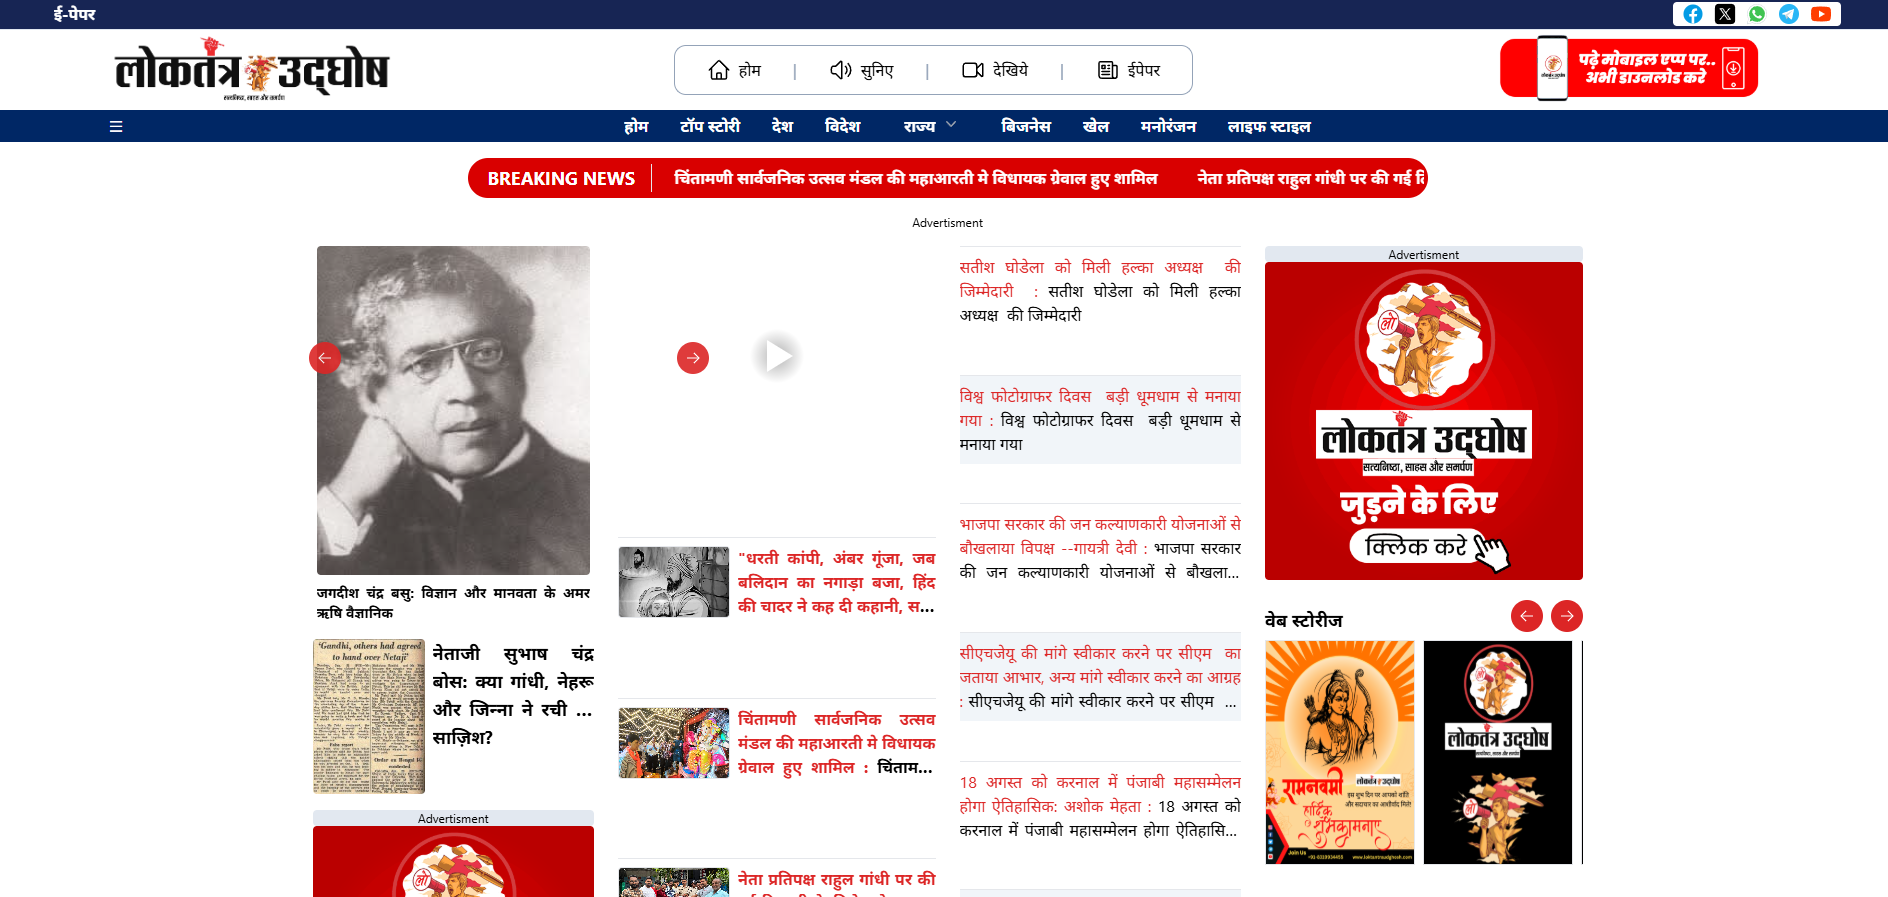 ई-पेपर
लोकतंत्र उद्घोष
सत्यनिष्ठा, साहस और समर्पण
होम | सुनिए | देखिये | ईपेपर
पढ़े मोबाइल एप्प पर..
अभी डाउनलोड करे
होम टॉप स्टोरी देश विदेश राज्य बिजनेस खेल मनोरंजन लाइफ स्टाइल
BREAKING NEWS चिंतामणी सार्वजनिक उत्सव मंडल की महाआरती मे विधायक ग्रेवाल हुए शामिल नेता प्रतिपक्ष राहुल गांधी पर की गई
Advertisment
जगदीश चंद्र बसु: विज्ञान और मानवता के अमर
ऋषि वैज्ञानिक
'Gandhi, others had agreed
to hand over Netaji'
नेताजी सुभाष चंद्र
बोस: क्या गांधी, नेहरू
और जिन्ना ने रची ...
साज़िश?
Advertisment
लो
"धरती कांपी, अंबर गूंजा, जब
बलिदान का नगाड़ा बजा, हिंद
की चादर ने कह दी कहानी, स...
चिंतामणी सार्वजनिक उत्सव
मंडल की महाआरती मे विधायक
ग्रेवाल हुए शामिल : चिंताम...
नेता प्रतिपक्ष राहुल गांधी पर की
सतीश घोडेला को मिली हल्का अध्यक्ष की
जिम्मेदारी : सतीश घोडेला को मिली हल्का
अध्यक्ष की जिम्मेदारी
विश्व फोटोग्राफर दिवस बड़ी धूमधाम से मनाया
गया : विश्व फोटोग्राफर दिवस बड़ी धूमधाम से
मनाया गया
भाजपा सरकार की जन कल्याणकारी योजनाओं से
बौखलाया विपक्ष --गायत्री देवी : भाजपा सरकार
की जन कल्याणकारी योजनाओं से बौखला...
सीएचजेयू की मांगे स्वीकार करने पर सीएम का
जताया आभार, अन्य मांगे स्वीकार करने का आग्रह
: सीएचजेयू की मांगे स्वीकार करने पर सीएम ...
18 अगस्त को करनाल में पंजाबी महासम्मेलन
होगा ऐतिहासिक: अशोक मेहता : 18 अगस्त को
करनाल में पंजाबी महासम्मेलन होगा ऐतिहासि...
Advertisment
लो
लोकतंत्र उद्घोष
सत्यनिष्ठा, साहस और समर्पण
जुड़ने के लिए
क्लिक करे
वेब स्टोरीज
रामनवमी
लोकतंत्र उद्घोष
हार्दिक
शुभकामनाए
Join Us
www.loktantraudghosh.com
लोकतंत्र उद्घोष
लो